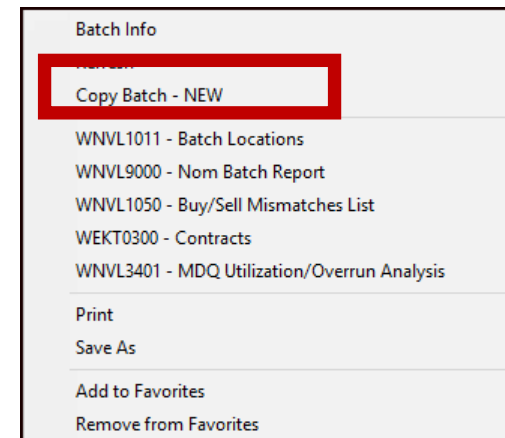 Batch Info
Copy Batch - NEW
WNVL1011 - Batch Locations
WNVL9000 - Nom Batch Report
WNVL1050 - Buy/Sell Mismatches List
WEKT0300 - Contracts
WNVL3401 - MDQ Utilization/Overrun Analysis
Print
Save As
Add to Favorites
Remove from Favorites